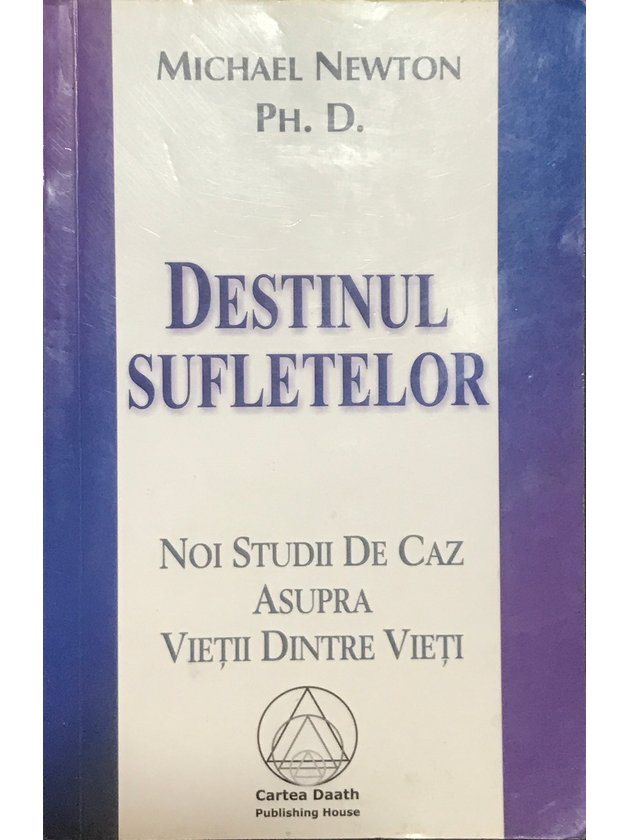 MICHAEL NEWTON
PH. D.
DESTINUL
SUFLETELOR
NOI STUDII DE CAZ
ASUPRA
VIEȚII DINTRE VIEȚI
Cartea Daath
Publishing House